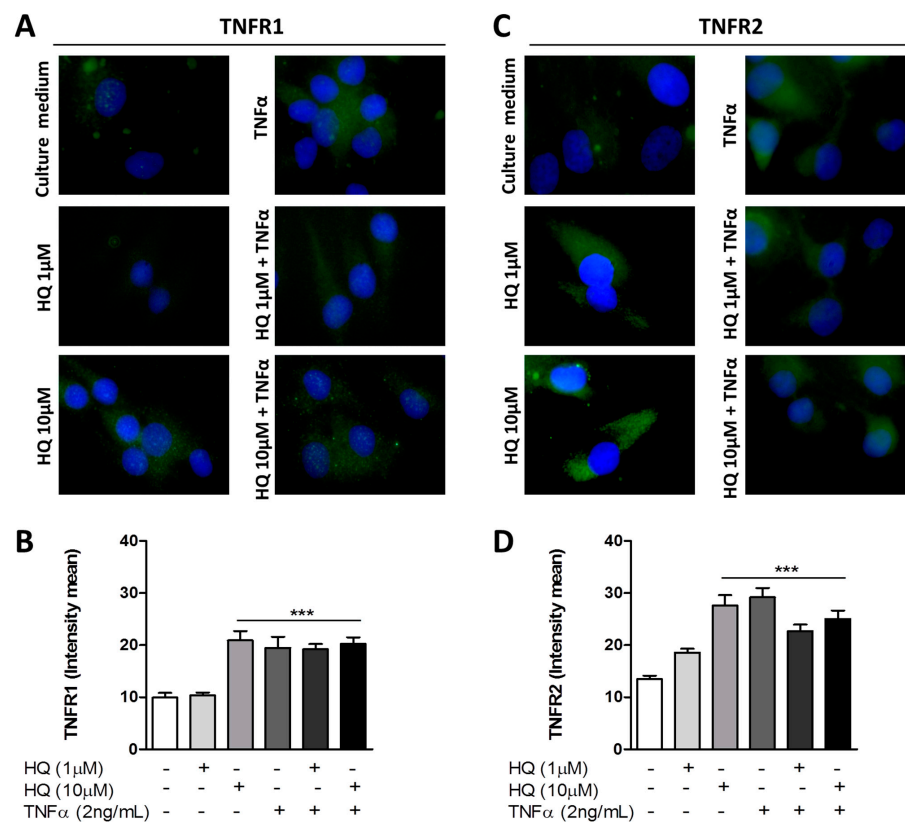 A TNFR1
Culture medium
TNFα
HQ 1µM
HQ 1µM + TNFα
HQ 10µM
HQ 10µM + TNFα
C TNFR2
Culture medium
TNFα
HQ 1µM
HQ 1µM + TNFα
HQ 10µM
HQ 10µM + TNFα
B
TNFR1 (Intensity mean)
40
30
20
10
0
***
HQ (1µM) - + - - + -
HQ (10µM) - - + - - +
TNFα (2ng/mL) - - - + + +
D
TNFR2 (Intensity mean)
40
30
20
10
0
***
HQ (1µM) - + - - + -
HQ (10µM) - - + - - +
TNFα (2ng/mL) - - - + + +